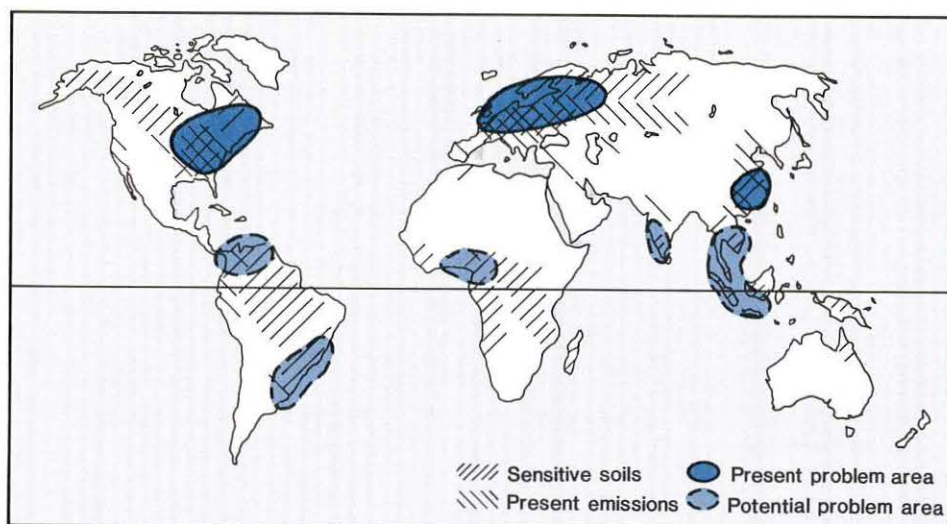 Sensitive soils
Present problem area
Present emissions
Potential problem area